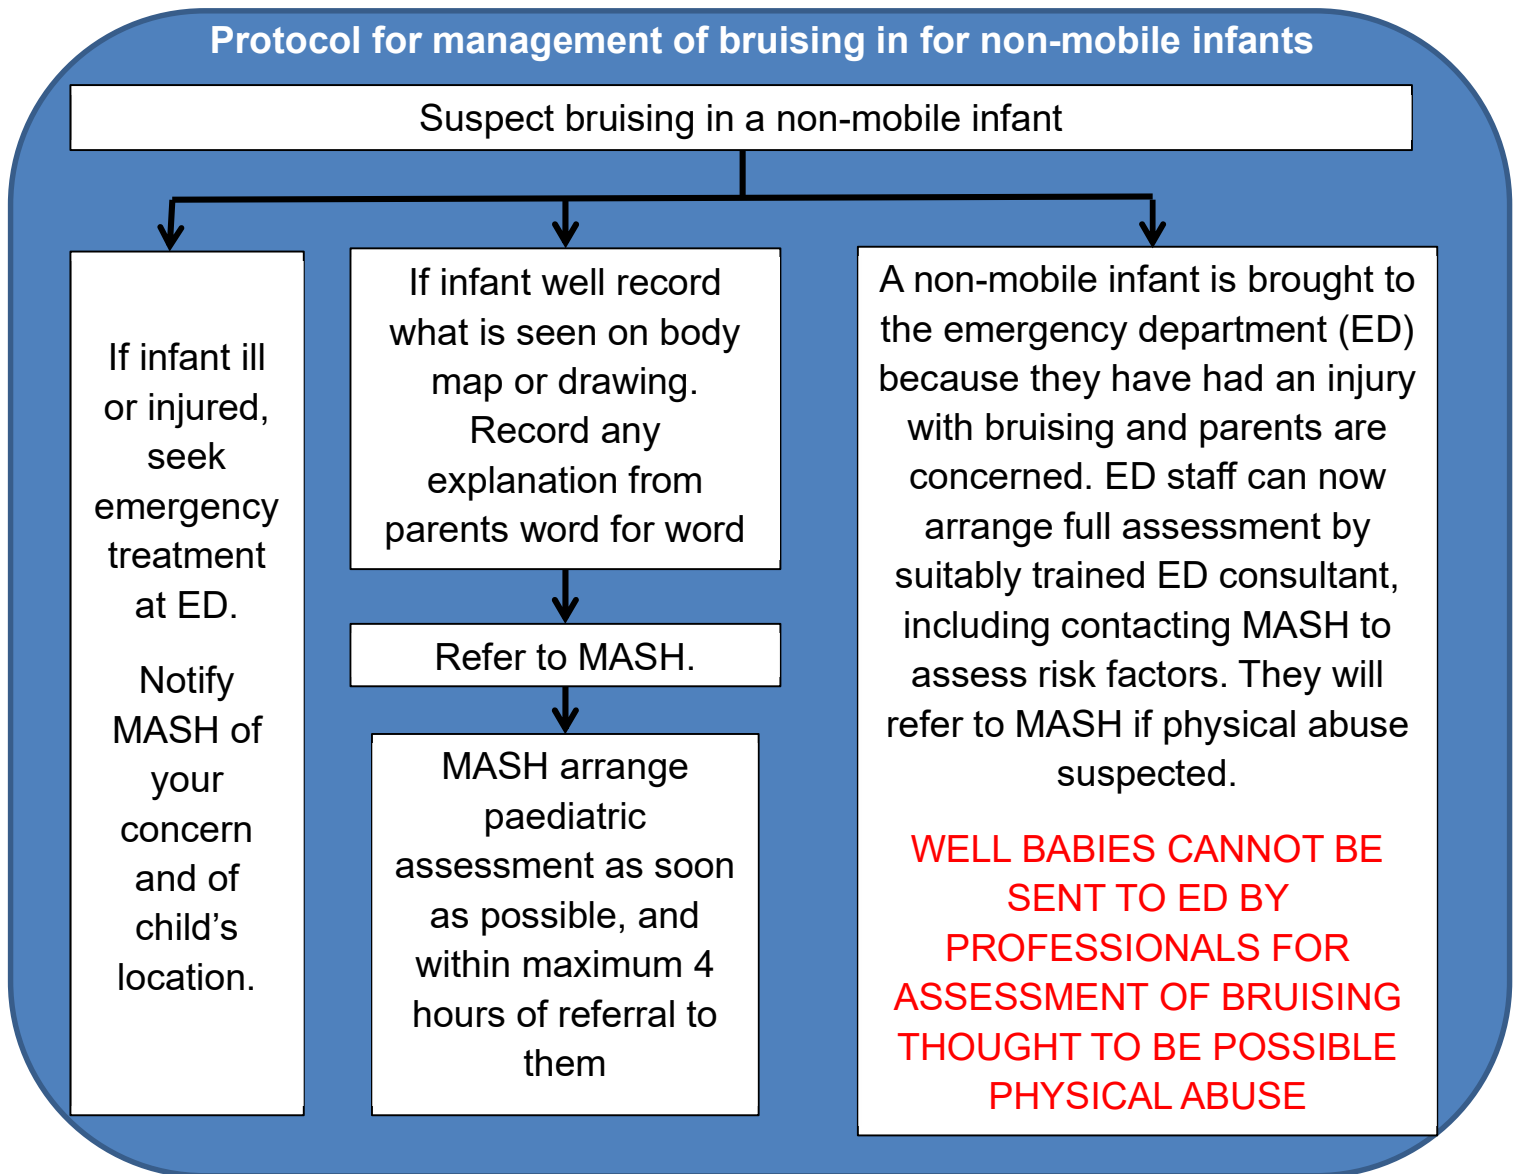 Protocol for management of bruising in for non-mobile infants
Suspect bruising in a non-mobile infant
If infant ill
or injured,
seek
emergency
treatment
at ED.
Notify
MASH of
your
concern
and of
child’s
location.
If infant well record
what is seen on body
map or drawing.
Record any
explanation from
parents word for word
Refer to MASH.
MASH arrange
paediatric
assessment as soon
as possible, and
within maximum 4
hours of referral to
them
A non-mobile infant is brought to
the emergency department (ED)
because they have had an injury
with bruising and parents are
concerned. ED staff can now
arrange full assessment by
suitably trained ED consultant,
including contacting MASH to
assess risk factors. They will
refer to MASH if physical abuse
suspected.
WELL BABIES CANNOT BE
SENT TO ED BY
PROFESSIONALS FOR
ASSESSMENT OF BRUISING
THOUGHT TO BE POSSIBLE
PHYSICAL ABUSE